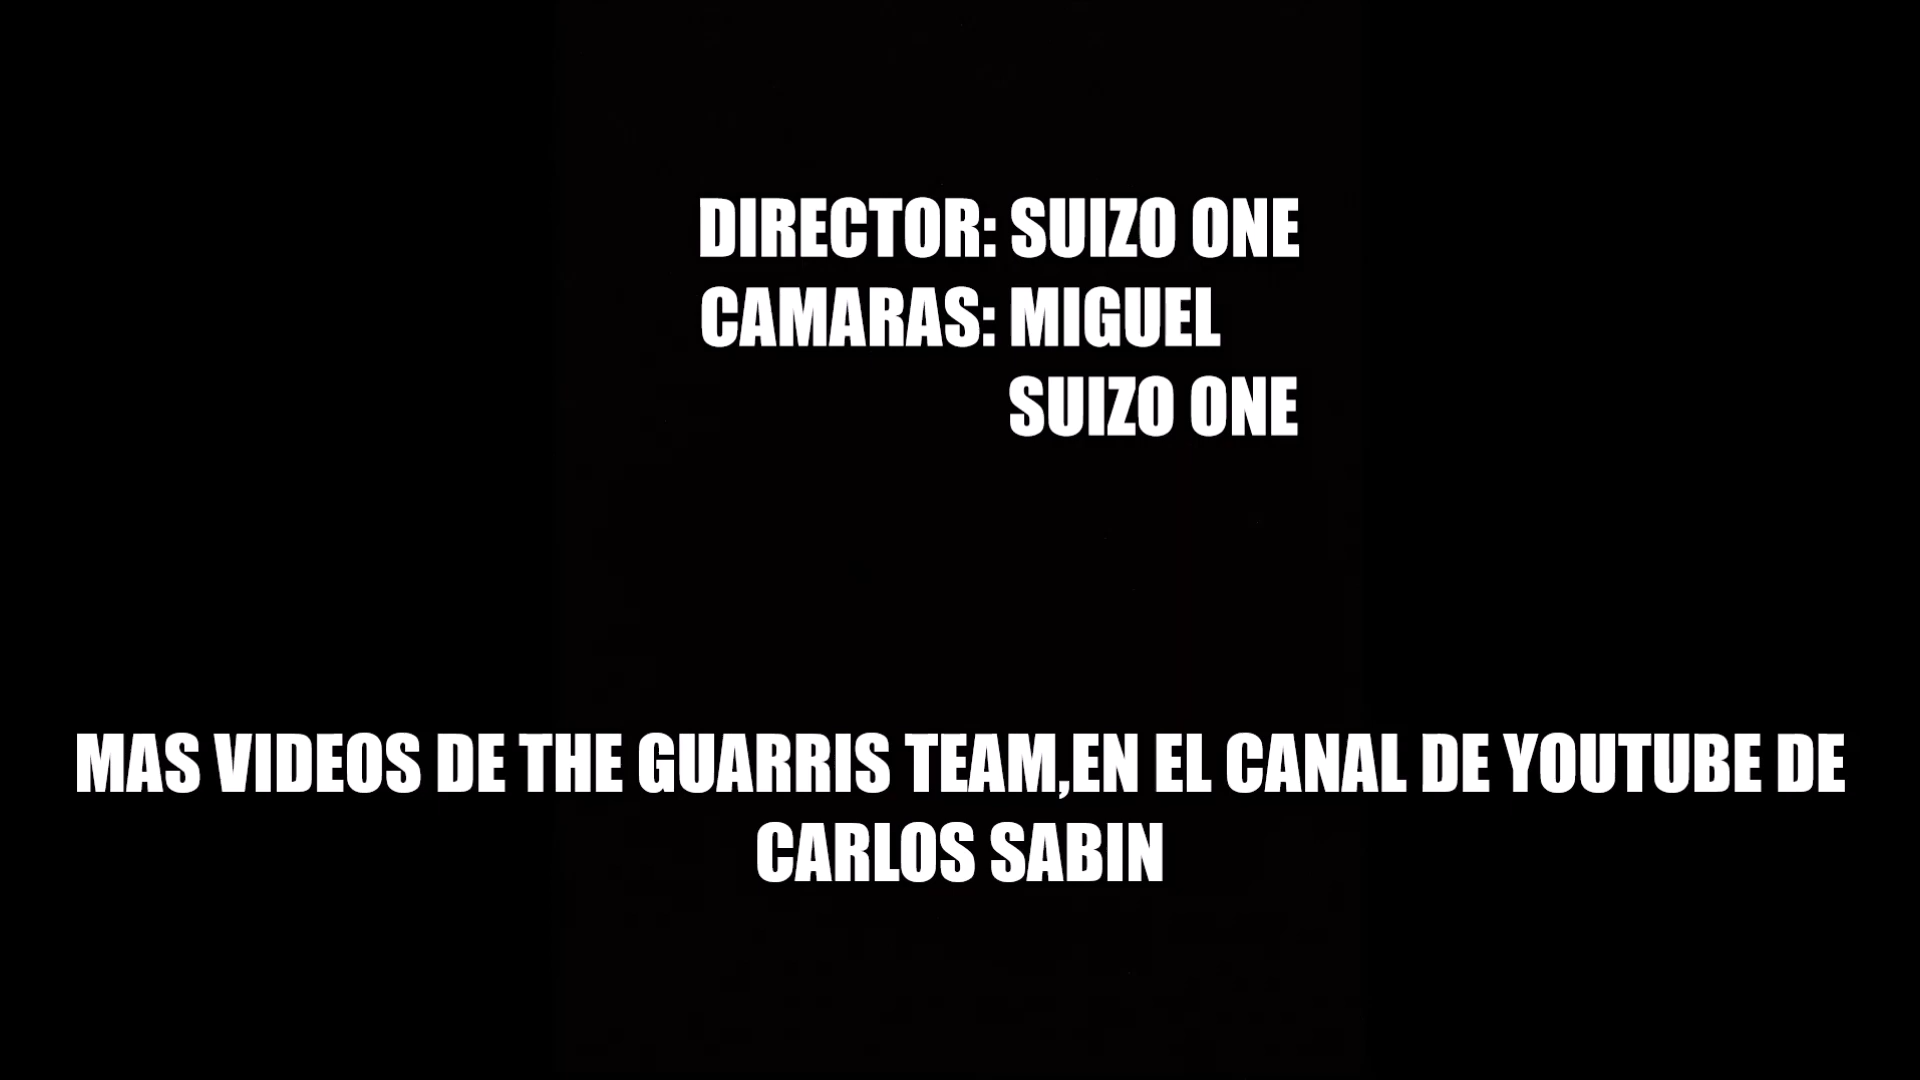 DIRECTOR: SUIZO ONE
CAMARAS: MIGUEL
SUIZO ONE
MAS VIDEOS DE THE GUARRIS TEAM,EN EL CANAL DE YOUTUBE DE
CARLOS SABIN